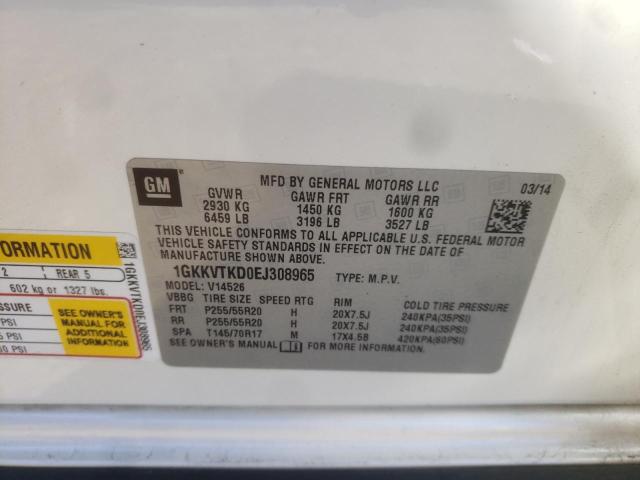 GM
MFD BY GENERAL MOTORS LLC
03/14
GVWR GAWR FRT GAWR RR
2930 KG 1450 KG 1600 KG
6459 LB 3196 LB 3527 LB
THIS VEHICLE CONFORMS TO ALL APPLICABLE U.S. FEDERAL MOTOR
VEHICLE SAFETY STANDARDS IN EFFECT ON THE DATE OF
MANUFACTURE SHOWN ABOVE.
1GKKVTKD0EJ308965 TYPE: M.P.V.
MODEL: V14526
VBBG TIRE SIZE SPEED RTG RIM COLD TIRE PRESSURE
FRT P255/55R20 H 20X7.5J 240KPA(35PSI)
RR P255/55R20 H 20X7.5J 240KPA(35PSI)
SPA T145/70R17 M 17X4.5B 420KPA(60PSI)
SEE OWNER'S MANUAL FOR MORE INFORMATION
FORMATION
2 REAR 5
602 kg or 1327 lbs.
SSURE
PSI
PSI
PSI
SEE OWNER'S
MANUAL FOR
ADDITIONAL
INFORMATION
1GKKVTKD0EJ308965